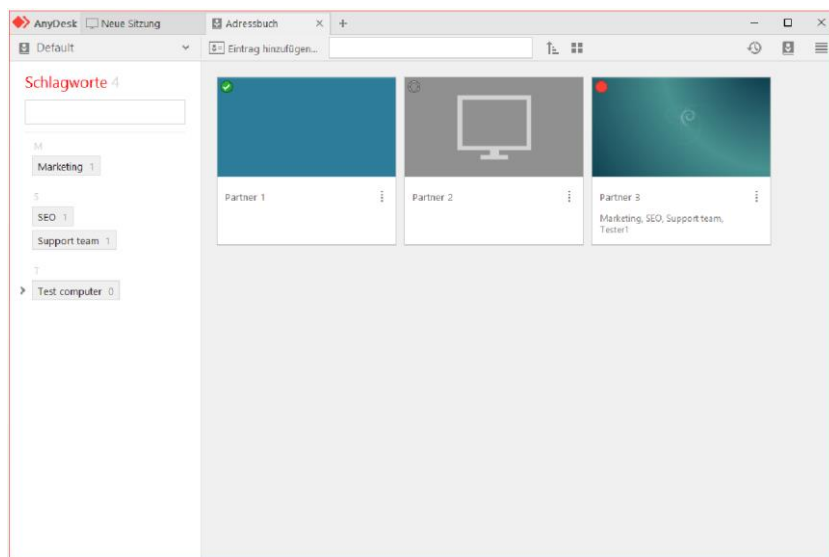 AnyDesk Neue Sitzung Adressbuch
Default Eintrag hinzufügen...
Schlagworte 4
M
Marketing 1
S
SEO 1
Support team 1
T
Test computer 0
Partner 1
Partner 2
Partner 3
Marketing, SEO, Support team,
Tester1